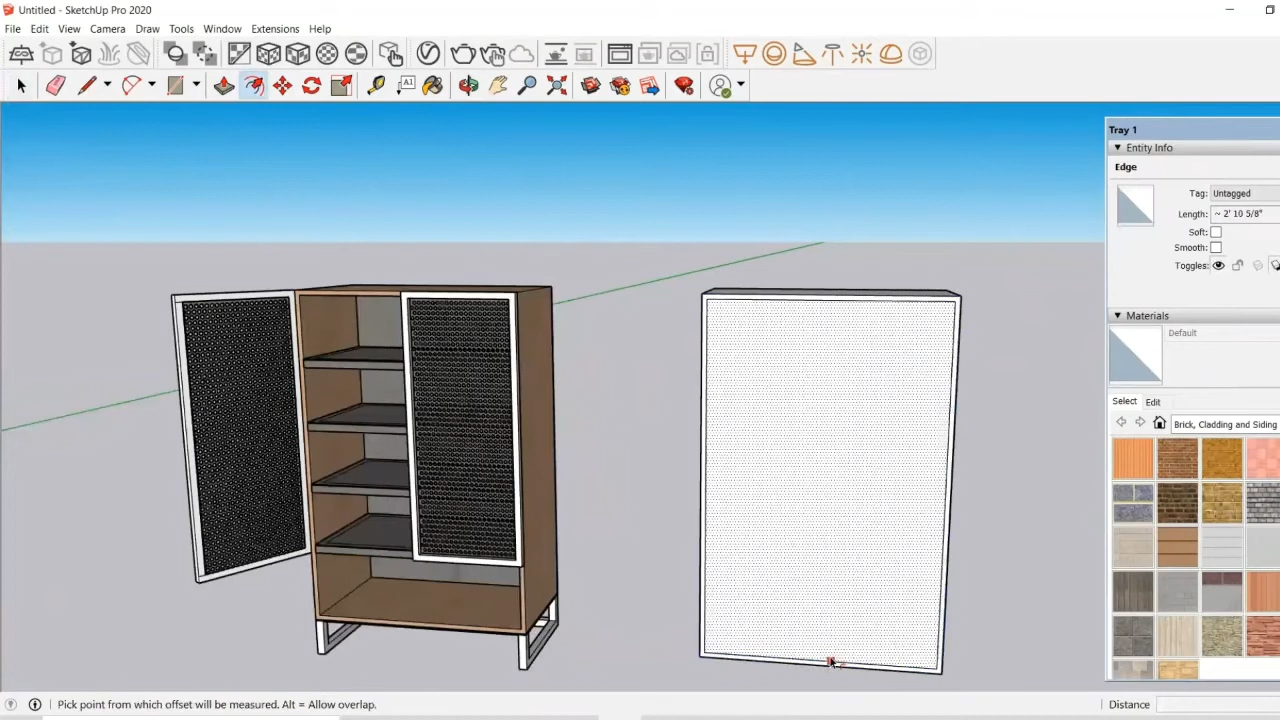 Untitled - SketchUp Pro 2020
File Edit View Camera Draw Tools Window Extensions Help
A1
Tray 1
Entity Info
Edge
Tag: Untagged
Length: ~ 2' 10 5/8"
Soft:
Smooth:
Toggles:
Materials
Default
Select Edit
Brick, Cladding and Siding
Pick point from which offset will be measured. Alt = Allow overlap.
Distance